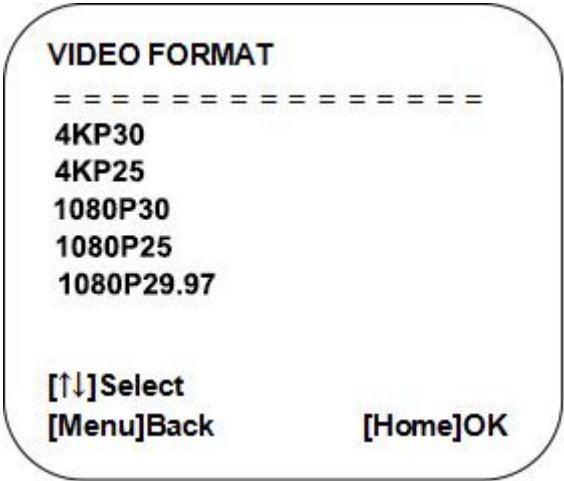 VIDEO FORMAT
= = = = = = = = = = = = = = =
4KP30
4KP25
1080P30
1080P25
1080P29.97
[↑↓]Select
[Menu]Back [Home]OK